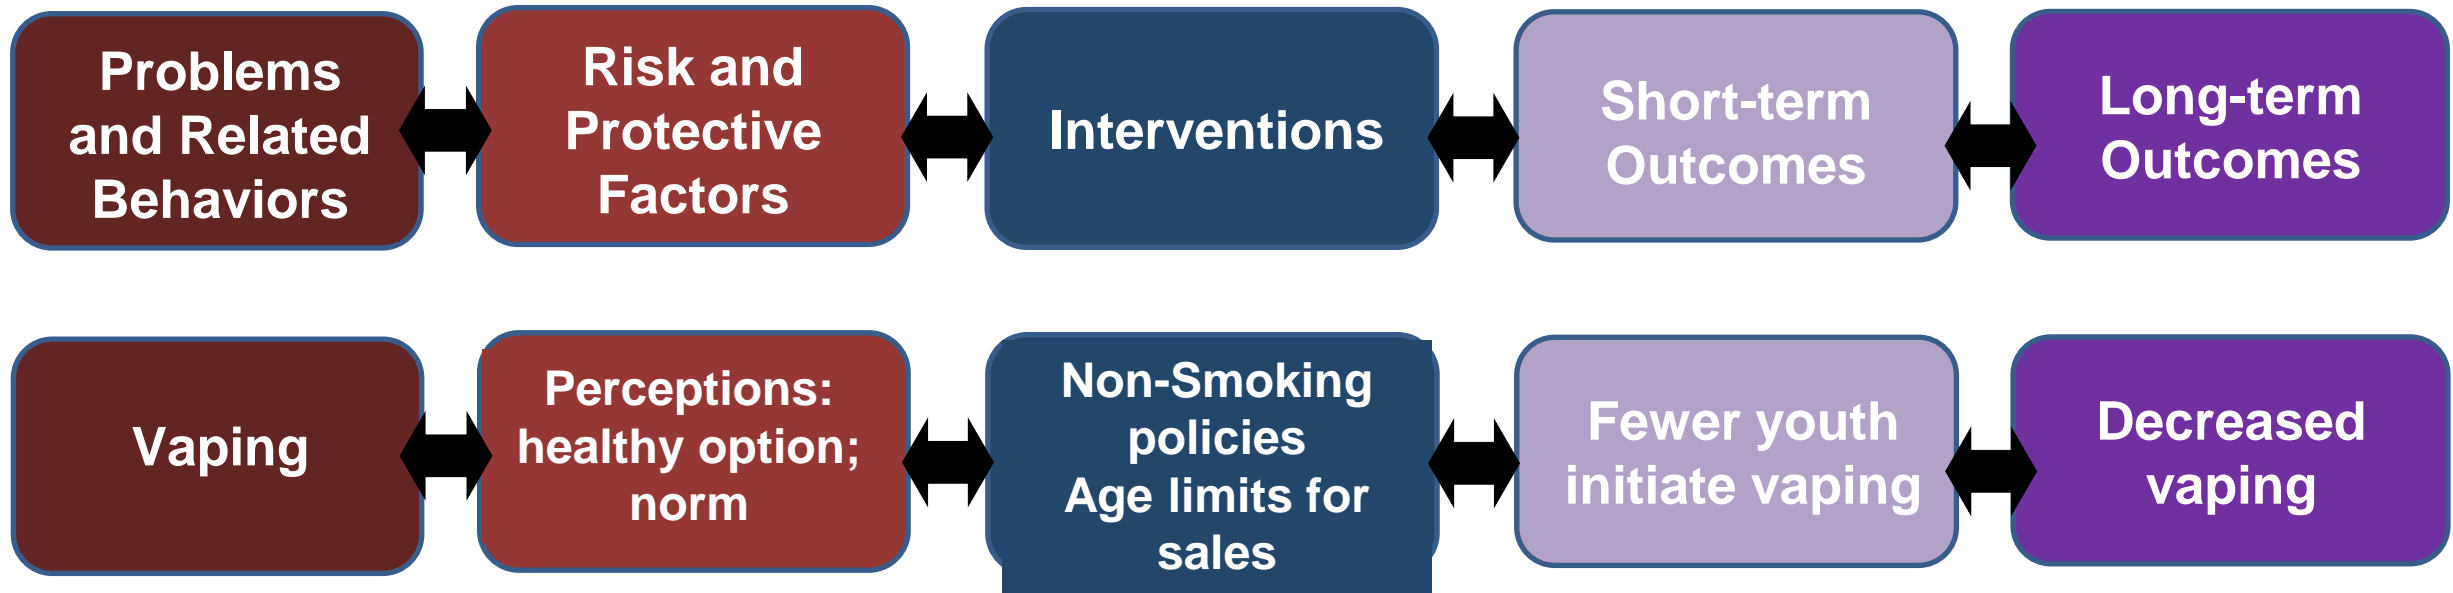 Problems
and Related
Behaviors
Risk and
Protective
Factors
Interventions
Short-term
Outcomes
Long-term
Outcomes
Vaping
Perceptions:
healthy option;
norm
Non-Smoking
policies
Age limits for
sales
Fewer youth
initiate vaping
Decreased
vaping